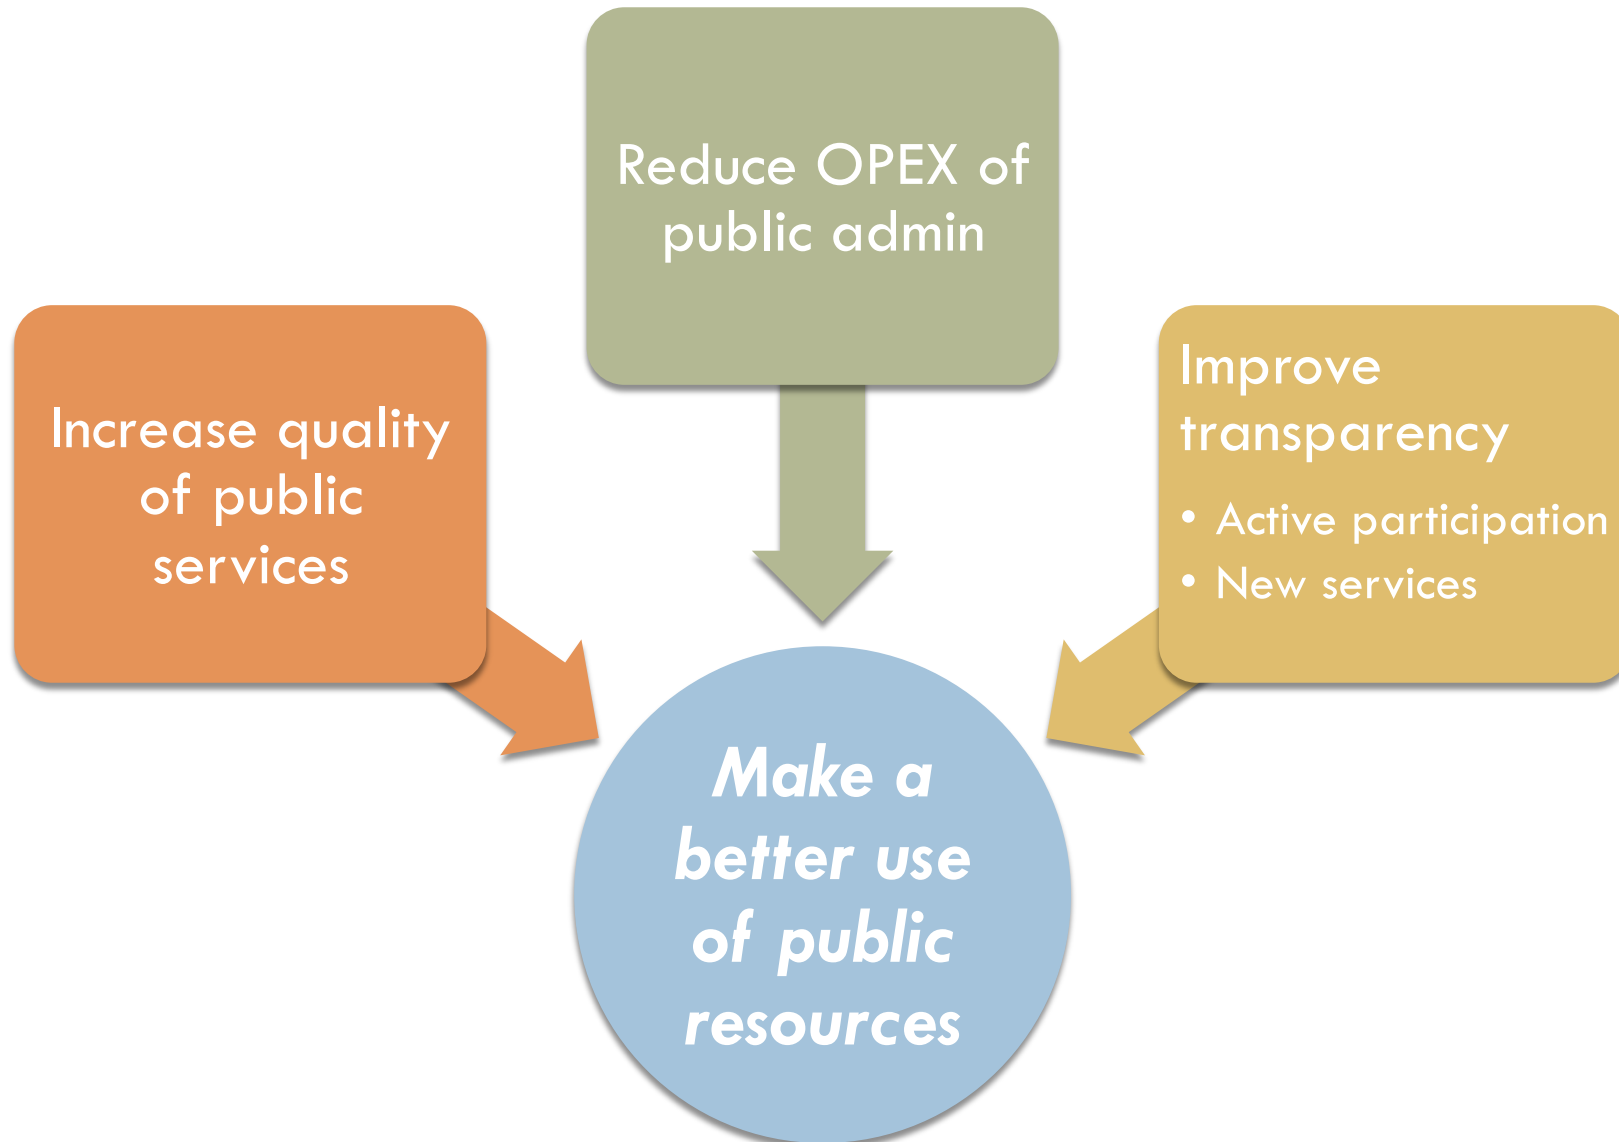 Reduce OPEX of
public admin
Increase quality
of public
services
Improve
transparency
• Active participation
• New services
Make a
better use
of public
resources